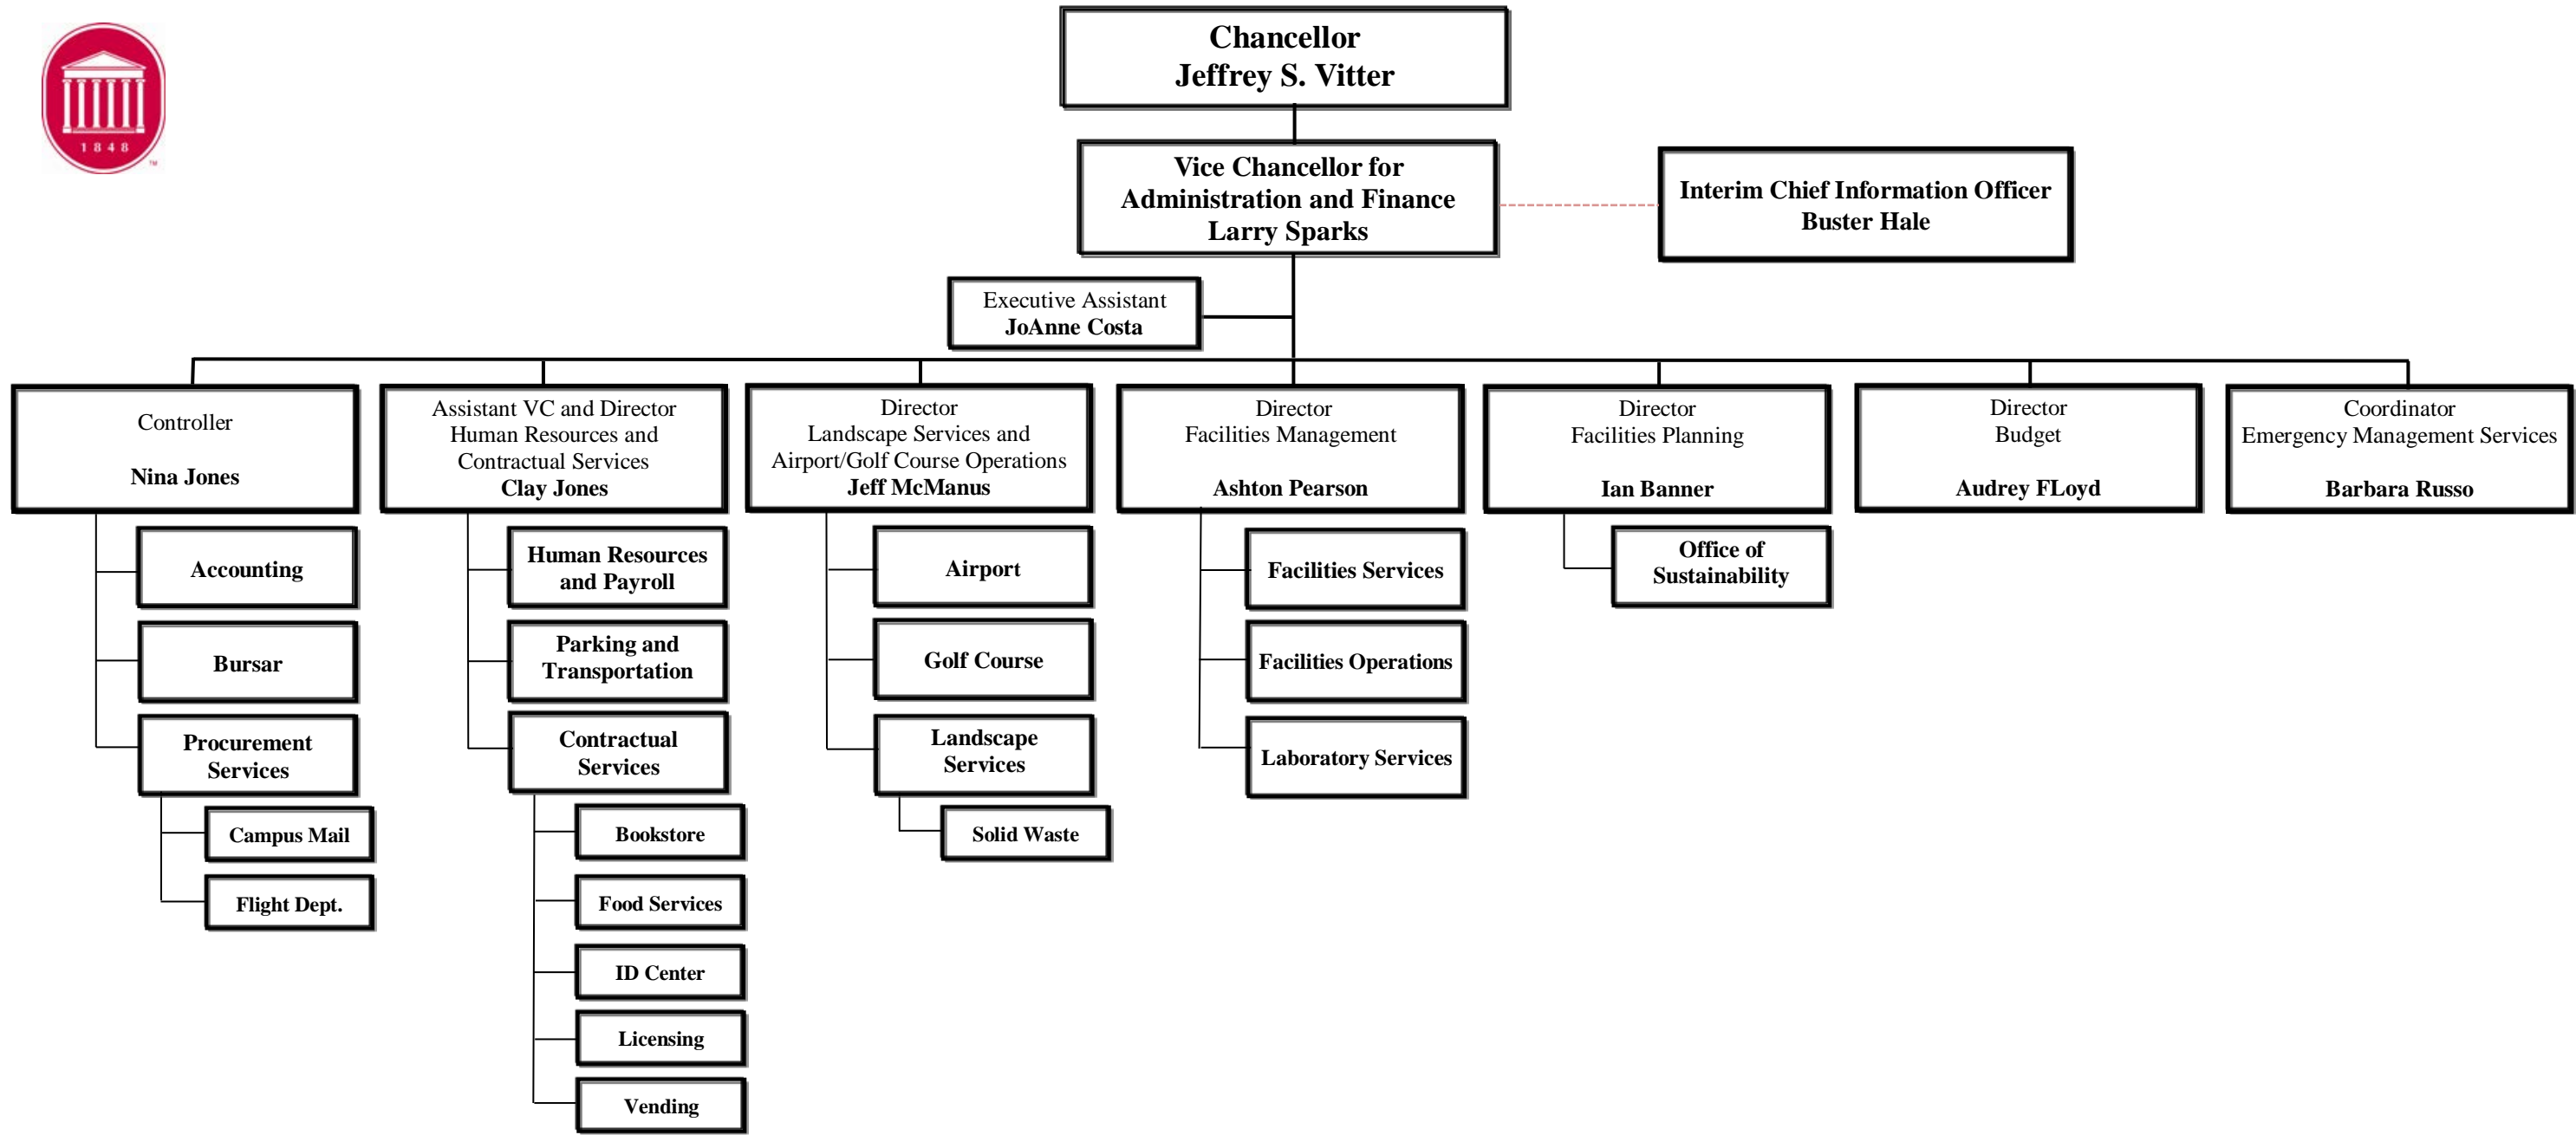 1848
TM
Chancellor
Jeffrey S. Vitter
Vice Chancellor for
Administration and Finance
Larry Sparks
Interim Chief Information Officer
Buster Hale
Executive Assistant
JoAnne Costa
Controller
Nina Jones
Assistant VC and Director
Human Resources and
Contractual Services
Clay Jones
Director
Landscape Services and
Airport/Golf Course Operations
Jeff McManus
Director
Facilities Management
Ashton Pearson
Director
Facilities Planning
Ian Banner
Director
Budget
Audrey FLoyd
Coordinator
Emergency Management Services
Barbara Russo
Accounting
Bursar
Procurement
Services
Campus Mail
Flight Dept.
Human Resources
and Payroll
Parking and
Transportation
Contractual
Services
Bookstore
Food Services
ID Center
Licensing
Vending
Airport
Golf Course
Landscape
Services
Solid Waste
Facilities Services
Facilities Operations
Laboratory Services
Office of
Sustainability